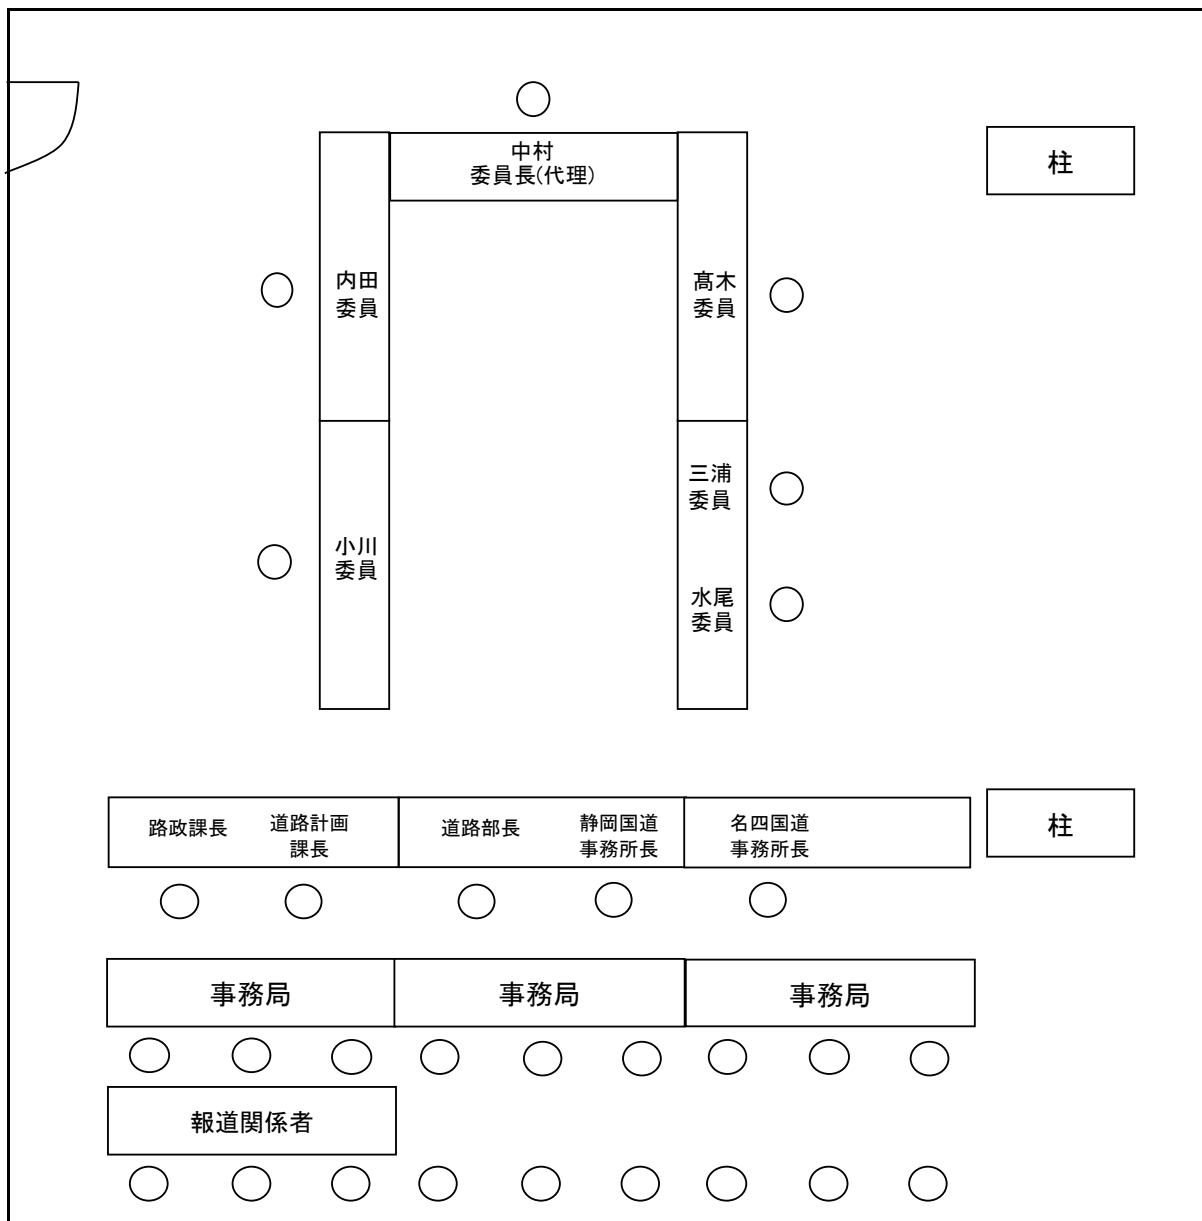 中村
委員長(代理)
柱
内田
委員
髙木
委員
三浦
委員
小川
委員
水尾
委員
路政課長
道路計画
課長
道路部長
静岡国道
事務所長
名四国道
事務所長
柱
事務局
事務局
事務局
報道関係者